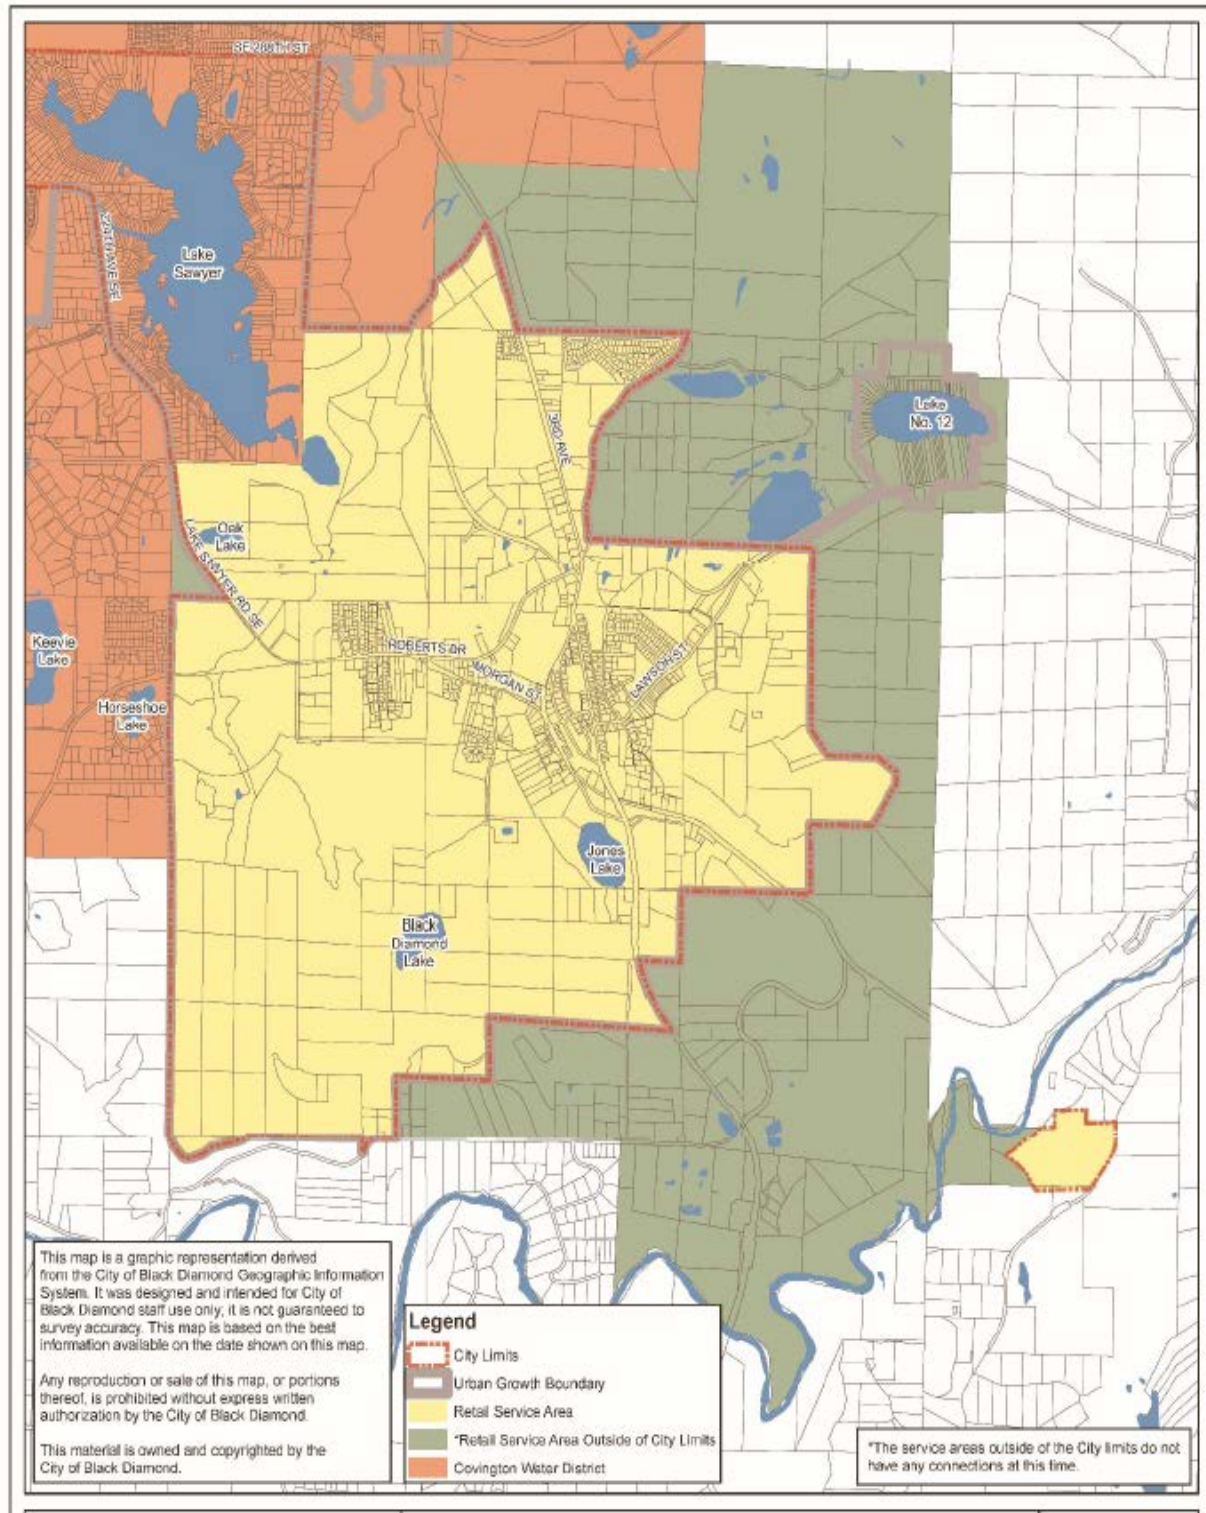 SE 288TH ST
224TH AVE SE
Lake
Sawyer
Lake
No. 12
3RD AVE
Oak
Lake
LAKE SAWYER RD SE
Keevie
Lake
ROBERTS DR
MORGAN ST
LAWSON ST
Horseshoe
Lake
Jones
Lake
Black
Diamond
Lake
This map is a graphic representation derived
from the City of Black Diamond Geographic Information
System. It was designed and intended for City of
Black Diamond staff use only; it is not guaranteed to
survey accuracy. This map is based on the best
information available on the date shown on this map.
Any reproduction or sale of this map, or portions
thereof, is prohibited without express written
authorization by the City of Black Diamond.
This material is owned and copyrighted by the
City of Black Diamond.
Legend
City Limits
Urban Growth Boundary
Retail Service Area
*Retail Service Area Outside of City Limits
Covington Water District
*The service areas outside of the City limits do not
have any connections at this time.